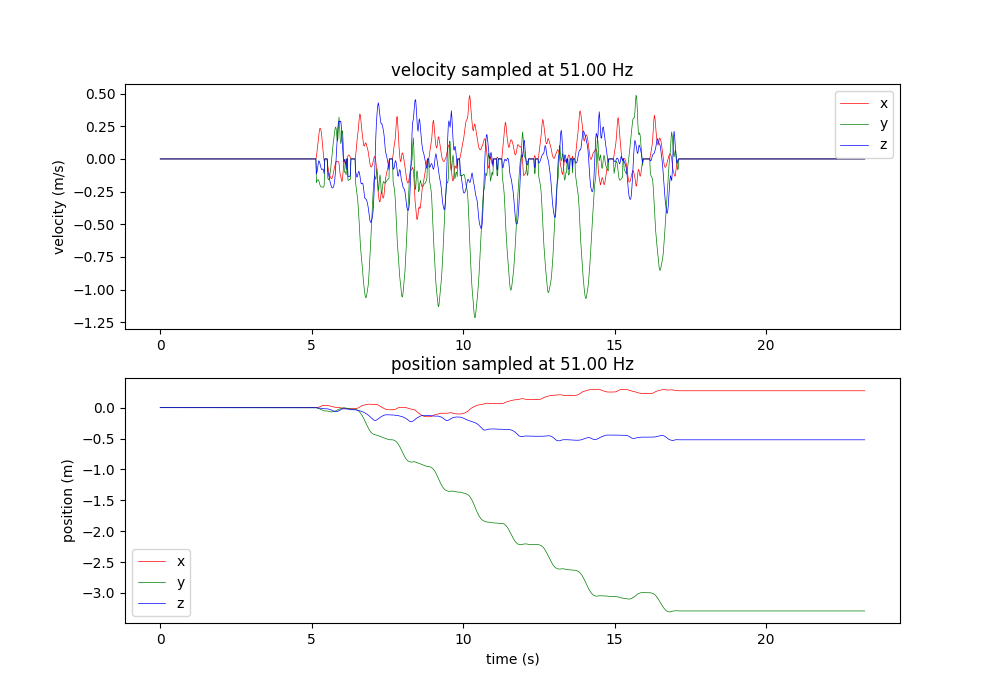 velocity sampled at 51.00 Hz
velocity (m/s)
0.50
0.25
0.00
−0.25
−0.50
−0.75
−1.00
−1.25
x
y
z
0 5 10 15 20
position sampled at 51.00 Hz
position (m)
0.0
−0.5
−1.0
−1.5
−2.0
−2.5
−3.0
x
y
z
0 5 10 15 20
time (s)